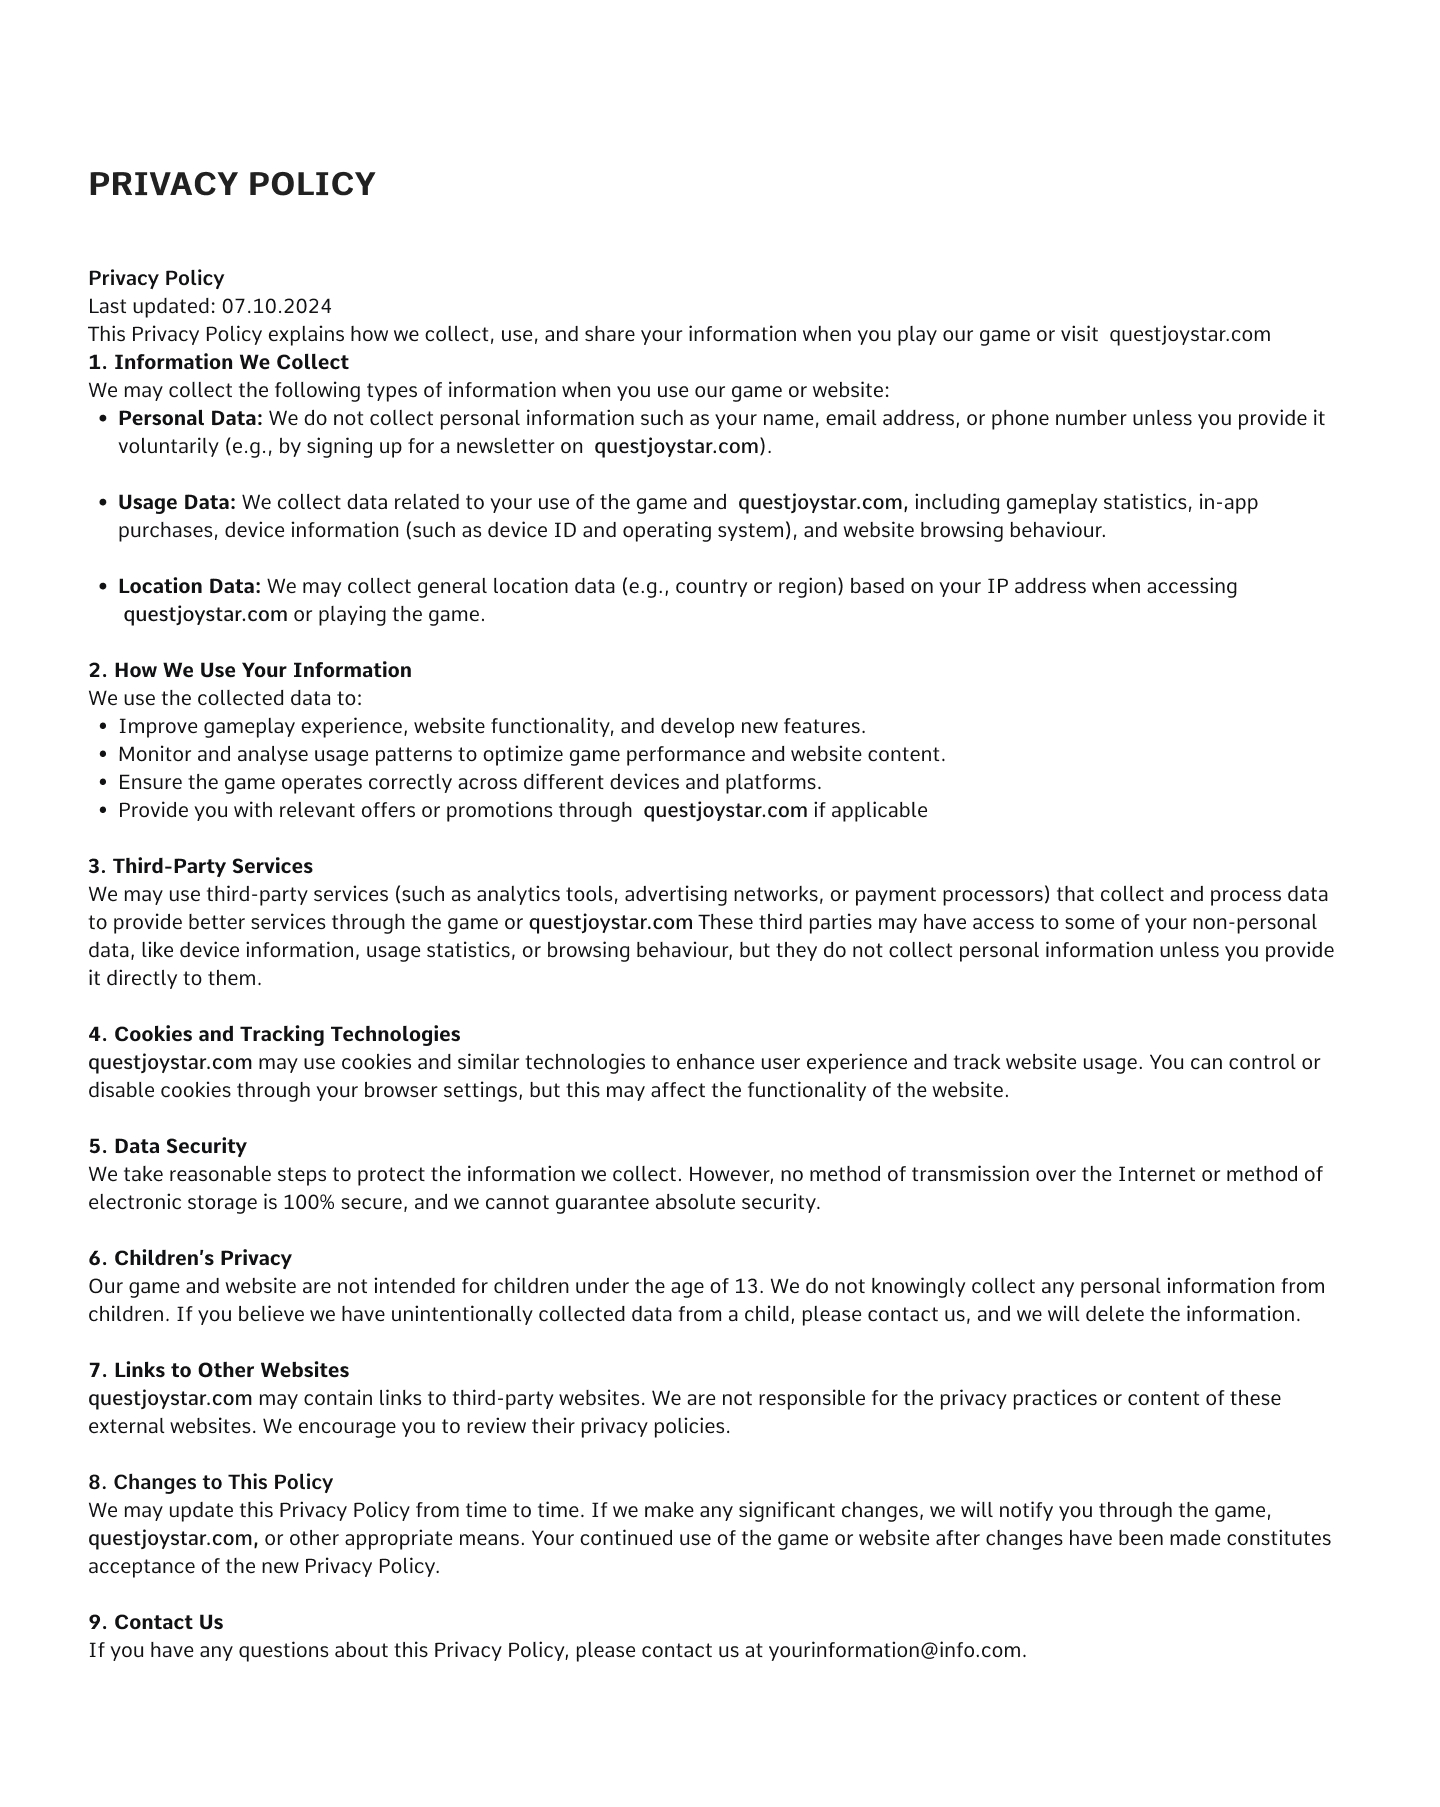 PRIVACY POLICY
Privacy Policy
Last updated: 07.10.2024
This Privacy Policy explains how we collect, use, and share your information when you play our game or visit  questjoystar.com
1. Information We Collect
We may collect the following types of information when you use our game or website:
• Personal Data: We do not collect personal information such as your name, email address, or phone number unless you provide it
voluntarily (e.g., by signing up for a newsletter on  questjoystar.com).
• Usage Data: We collect data related to your use of the game and  questjoystar.com, including gameplay statistics, in-app
purchases, device information (such as device ID and operating system), and website browsing behaviour.
• Location Data: We may collect general location data (e.g., country or region) based on your IP address when accessing
questjoystar.com or playing the game.
2. How We Use Your Information
We use the collected data to:
• Improve gameplay experience, website functionality, and develop new features.
• Monitor and analyse usage patterns to optimize game performance and website content.
• Ensure the game operates correctly across different devices and platforms.
• Provide you with relevant offers or promotions through  questjoystar.com if applicable
3. Third-Party Services
We may use third-party services (such as analytics tools, advertising networks, or payment processors) that collect and process data
to provide better services through the game or questjoystar.com These third parties may have access to some of your non-personal
data, like device information, usage statistics, or browsing behaviour, but they do not collect personal information unless you provide
it directly to them.
4. Cookies and Tracking Technologies
questjoystar.com may use cookies and similar technologies to enhance user experience and track website usage. You can control or
disable cookies through your browser settings, but this may affect the functionality of the website.
5. Data Security
We take reasonable steps to protect the information we collect. However, no method of transmission over the Internet or method of
electronic storage is 100% secure, and we cannot guarantee absolute security.
6. Children's Privacy
Our game and website are not intended for children under the age of 13. We do not knowingly collect any personal information from
children. If you believe we have unintentionally collected data from a child, please contact us, and we will delete the information.
7. Links to Other Websites
questjoystar.com may contain links to third-party websites. We are not responsible for the privacy practices or content of these
external websites. We encourage you to review their privacy policies.
8. Changes to This Policy
We may update this Privacy Policy from time to time. If we make any significant changes, we will notify you through the game,
questjoystar.com, or other appropriate means. Your continued use of the game or website after changes have been made constitutes
acceptance of the new Privacy Policy.
9. Contact Us
If you have any questions about this Privacy Policy, please contact us at yourinformation@info.com.